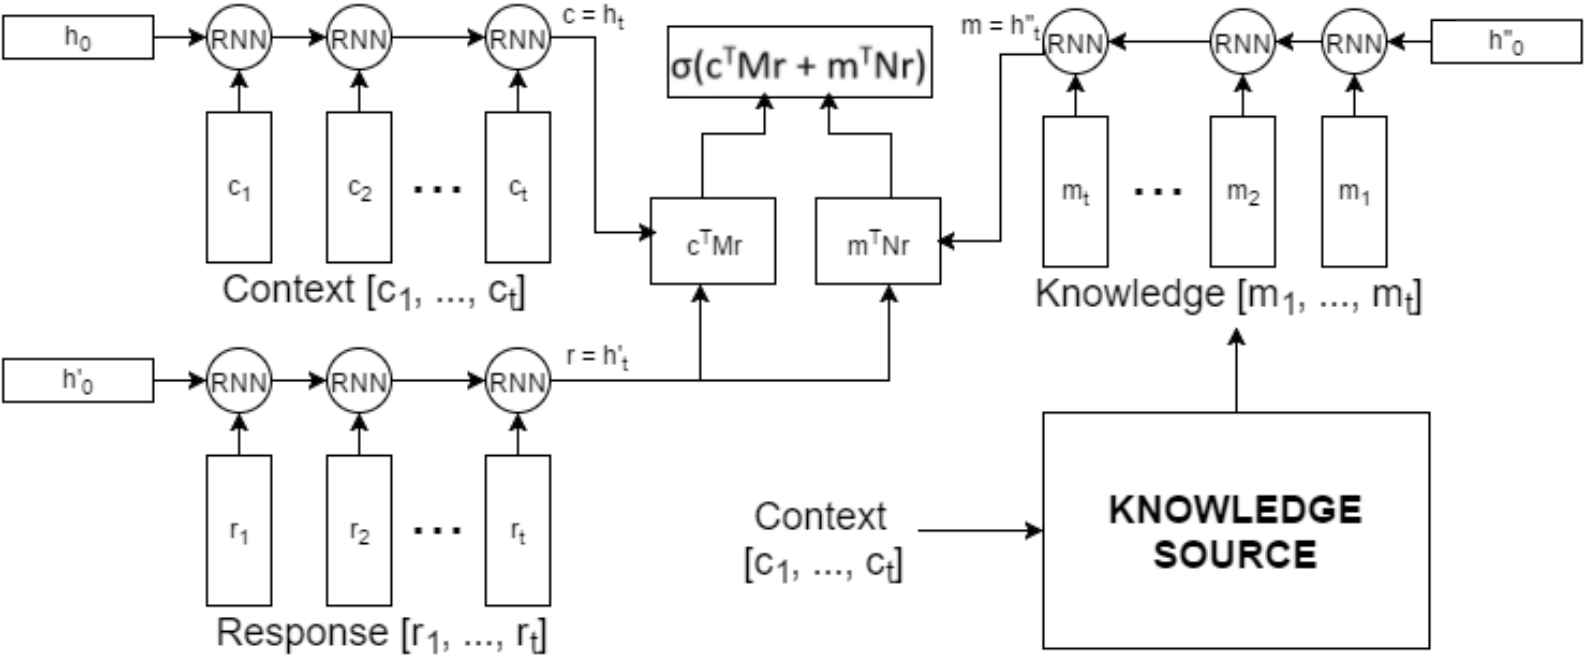 h₀ RNN RNN RNN c = hₜ
σ(cᵀMr + mᵀNr)
m = h"ₜ RNN RNN RNN h"₀
c₁ c₂ ... cₜ
mₜ ... m₂ m₁
cᵀMr mᵀNr
Context [c₁, ..., cₜ]
Knowledge [m₁, ..., mₜ]
h'₀ RNN RNN RNN r = h'ₜ
r₁ r₂ ... rₜ
Response [r₁, ..., rₜ]
Context
[c₁, ..., cₜ]
KNOWLEDGE
SOURCE